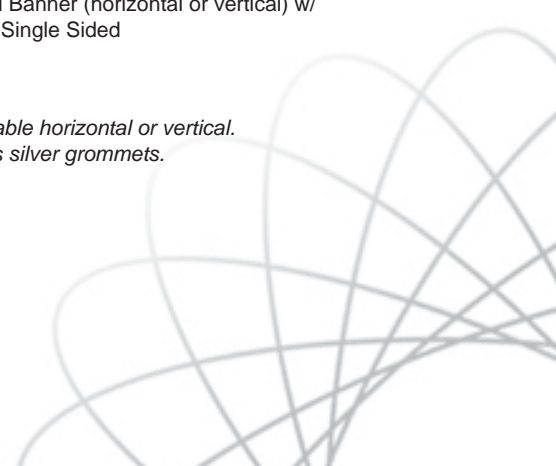 Banner (horizontal or vertical) w/
Single Sided
able horizontal or vertical.
s silver grommets.